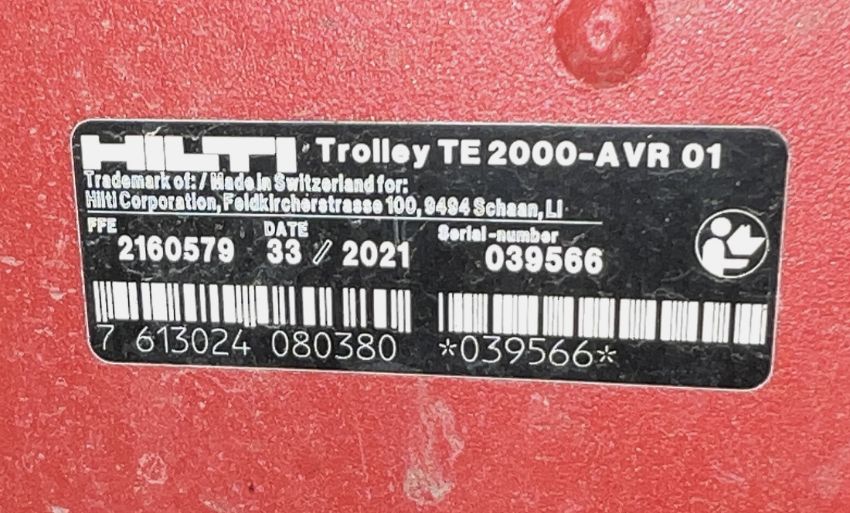 HILTI Trolley TE 2000-AVR 01
Trademark of: / Made in Switzerland for:
Hilti Corporation, Feldkircherstrasse 100, 9494 Schaan, LI
PFE DATE Serial-number
2160579 33 / 2021 039566
7 613024 080380 *039566*